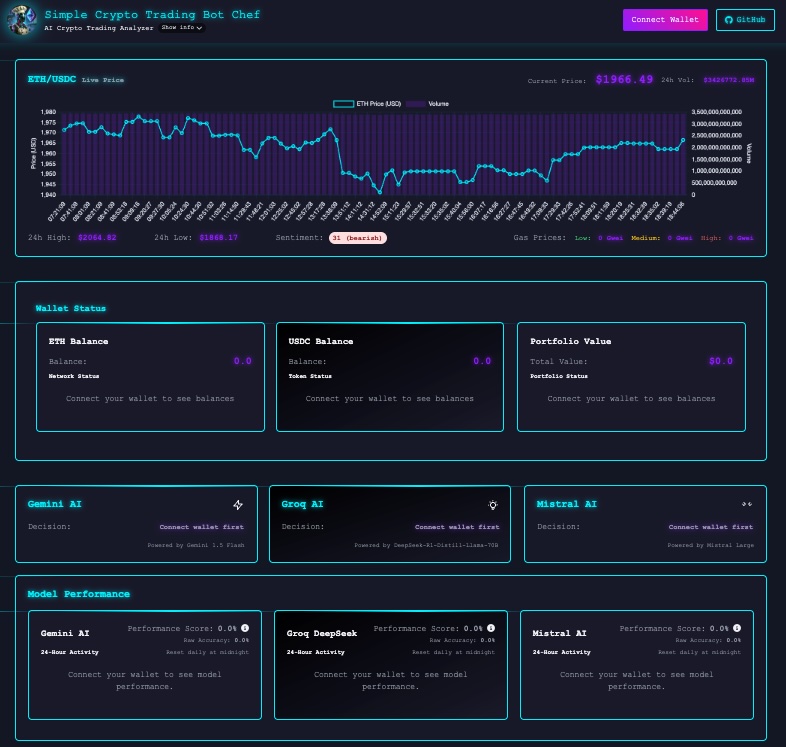 Simple Crypto Trading Bot Chef
AI Crypto Trading Analyzer Show info
Connect Wallet
GitHub
ETH/USDC Live Price
Current Price: $1966.49 24h Vol: $3426772.85M
ETH Price (USD) Volume
Price (USD)
1,980
1,975
1,970
1,965
1,960
1,955
1,950
1,945
1,940
3,500,000,000,000
3,000,000,000,000
2,500,000,000,000
2,000,000,000,000
1,500,000,000,000
1,000,000,000,000
500,000,000,000
0
Volume
24h High: $2064.82 24h Low: $1868.17 Sentiment: 31 (bearish) Gas Prices: Low: 0 Gwei Medium: 0 Gwei High: 0 Gwei
Wallet Status
ETH Balance
Balance: 0.0
Network Status
Connect your wallet to see balances
USDC Balance
Balance: 0.0
Token Status
Connect your wallet to see balances
Portfolio Value
Total Value: $0.0
Portfolio Status
Connect your wallet to see balances
Gemini AI
Decision: Connect wallet first
Powered by Gemini 1.5 Flash
Groq AI
Decision: Connect wallet first
Powered by DeepSeek-R1-Distill-Llama-70B
Mistral AI
Decision: Connect wallet first
Powered by Mistral Large
Model Performance
Gemini AI
Performance Score: 0.0%
Raw Accuracy: 0.0%
24-Hour Activity Reset daily at midnight
Connect your wallet to see model
performance.
Groq DeepSeek
Performance Score: 0.0%
Raw Accuracy: 0.0%
24-Hour Activity Reset daily at midnight
Connect your wallet to see model
performance.
Mistral AI
Performance Score: 0.0%
Raw Accuracy: 0.0%
24-Hour Activity Reset daily at midnight
Connect your wallet to see model
performance.